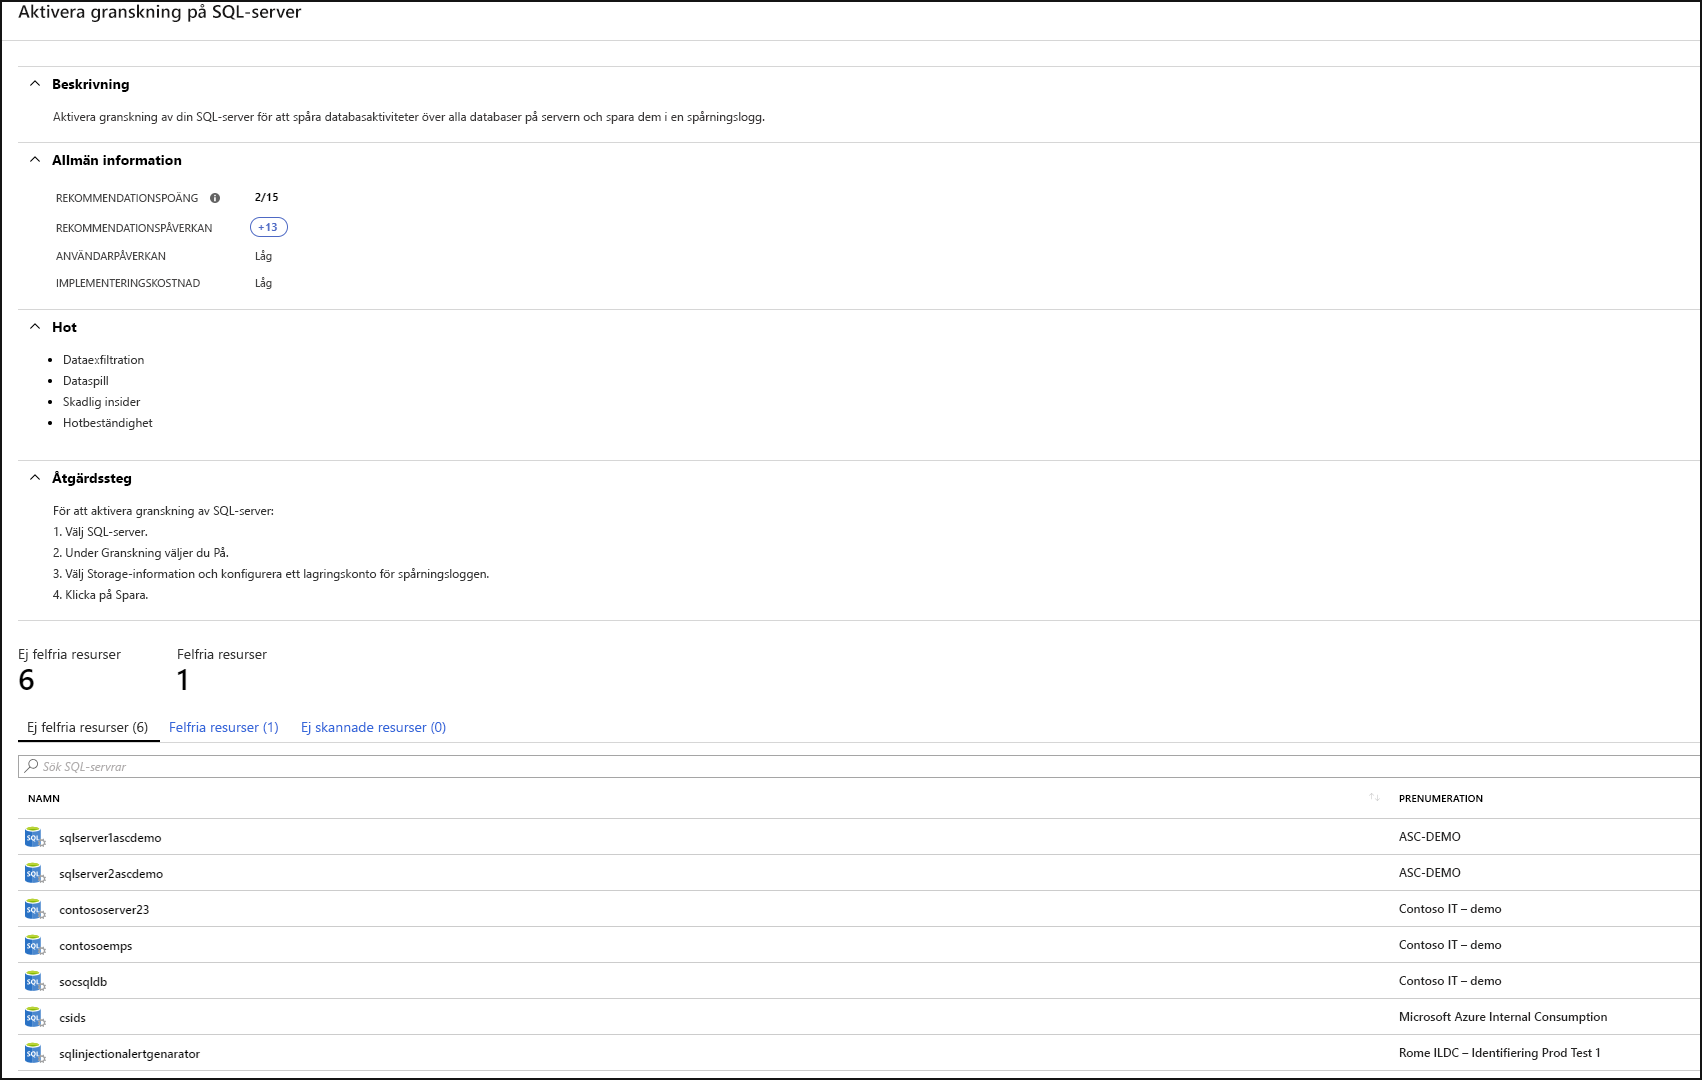 Aktivera granskning på SQL-server
Beskrivning
Aktivera granskning av din SQL-server för att spåra databasaktiviteter över alla databaser på servern och spara dem i en spårningslogg.
Allmän information
REKOMMENDATIONSPOÄNG 2/15
REKOMMENDATIONSPÅVERKAN +13
ANVÄNDARPÅVERKAN Låg
IMPLEMENTERINGSKOSTNAD Låg
Hot
• Dataexfiltration
• Dataspill
• Skadlig insider
• Hotbeständighet
Åtgärdssteg
För att aktivera granskning av SQL-server:
1. Välj SQL-server.
2. Under Granskning väljer du På.
3. Välj Storage-information och konfigurera ett lagringskonto för spårningsloggen.
4. Klicka på Spara.
Ej felfria resurser Felfria resurser
6 1
Ej felfria resurser (6) Felfria resurser (1) Ej skannade resurser (0)
Sök SQL-servrar
NAMN ↑↓ PRENUMERATION
sqlserver1ascdemo ASC-DEMO
sqlserver2ascdemo ASC-DEMO
contososerver23 Contoso IT – demo
contosoemps Contoso IT – demo
socsqldb Contoso IT – demo
csids Microsoft Azure Internal Consumption
sqlinjectionalertgenarator Rome ILDC – Identifiering Prod Test 1